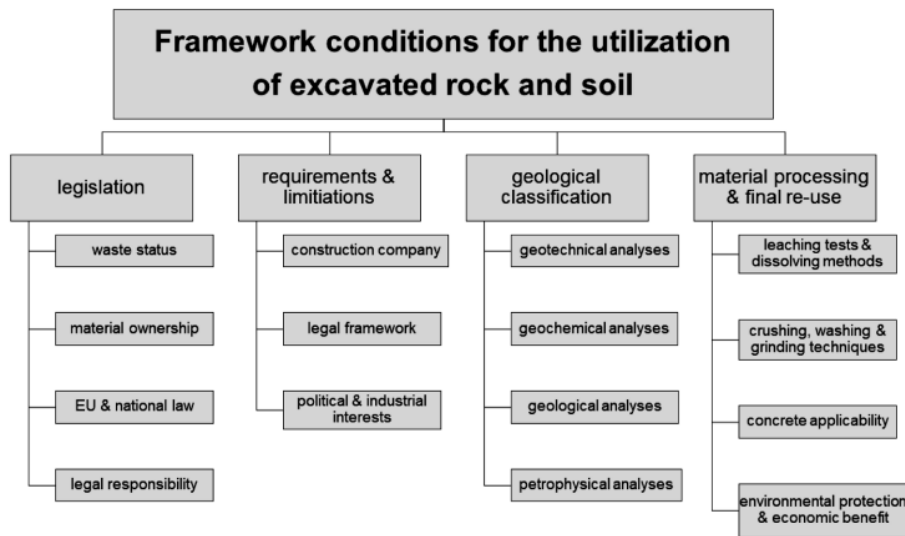 Framework conditions for the utilization
of excavated rock and soil
legislation
waste status
material ownership
EU & national law
legal responsibility
requirements &
limitiations
construction company
legal framework
political & industrial
interests
geological
classification
geotechnical analyses
geochemical analyses
geological analyses
petrophysical analyses
material processing
& final re-use
leaching tests &
dissolving methods
crushing, washing &
grinding techniques
concrete applicability
environmental protection
& economic benefit